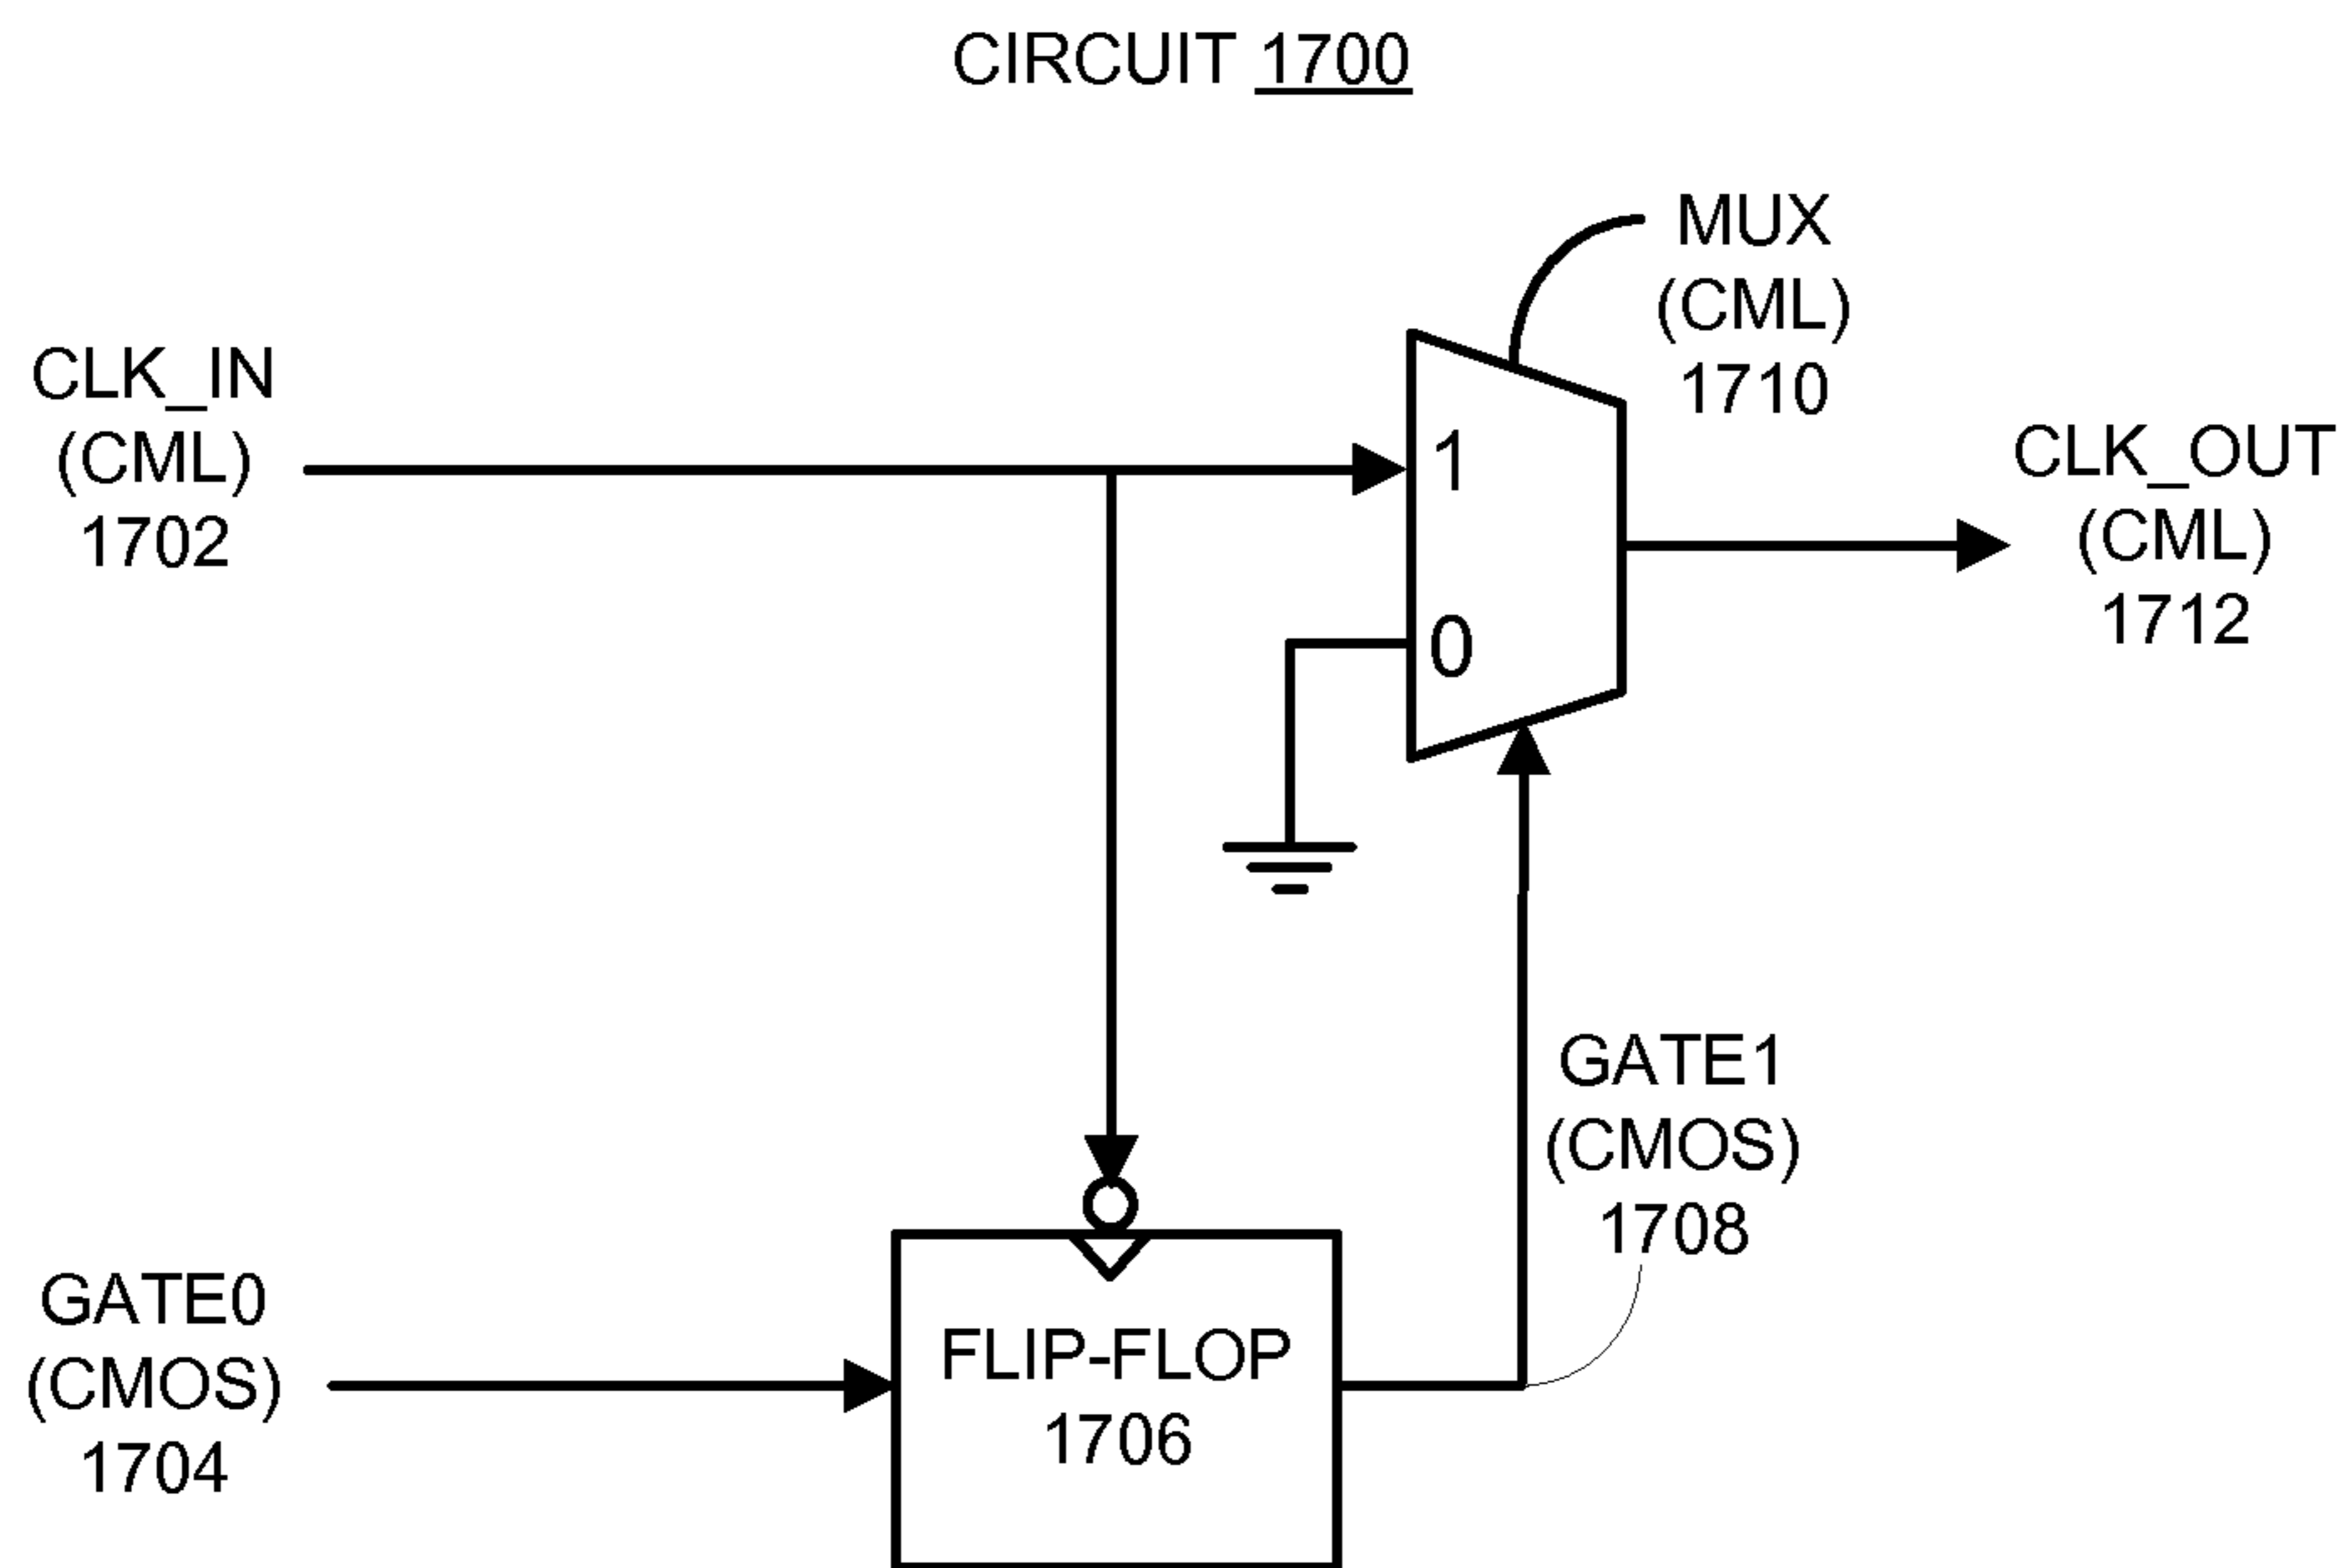 CIRCUIT 1700
MUX
(CML)
1710
CLK_IN
(CML)
1702
1
0
CLK_OUT
(CML)
1712
GATE1
(CMOS)
1708
GATE0
(CMOS)
1704
FLIP-FLOP
1706